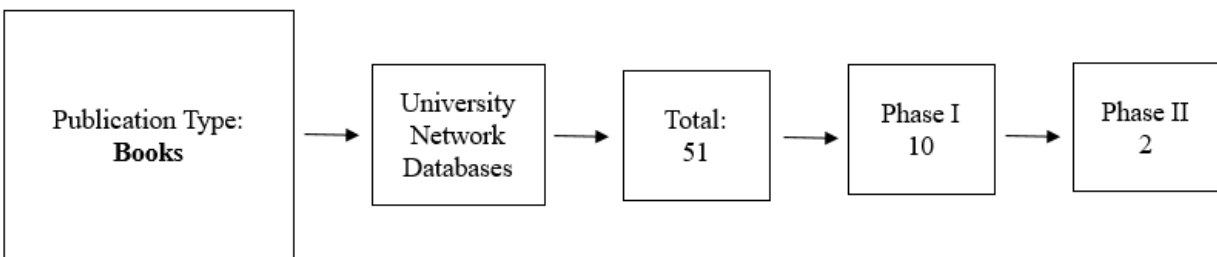 Publication Type:
Books
University
Network
Databases
Total:
51
Phase I
10
Phase II
2